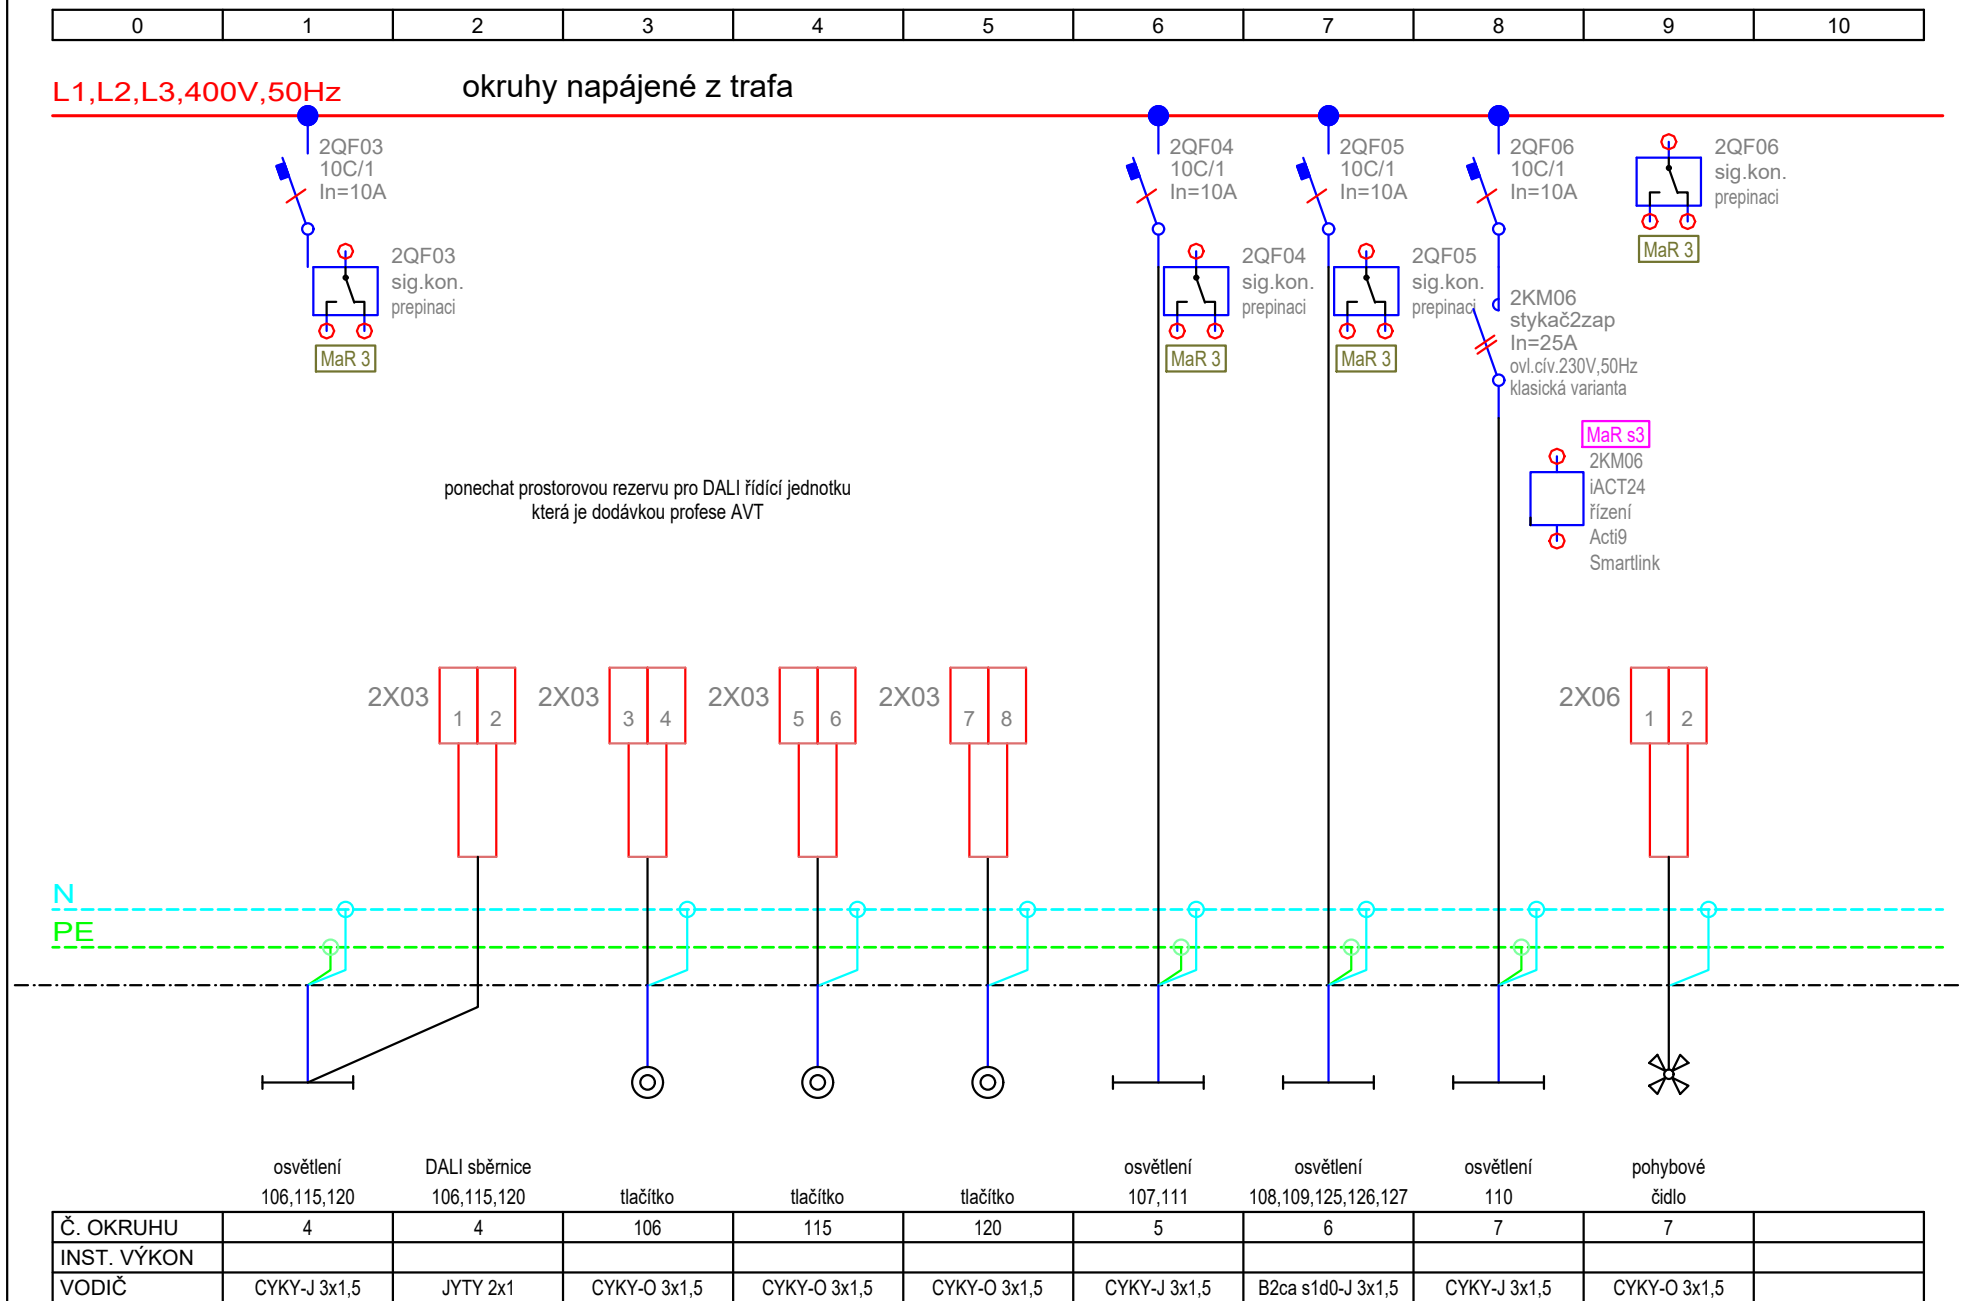 0 1 2 3 4 5 6 7 8 9 10
L1,L2,L3,400V,50Hz
okruhy napájené z trafa
2QF03
10C/1
In=10A
2QF03
sig.kon.
prepinaci
MaR 3
2QF04
10C/1
In=10A
2QF04
sig.kon.
prepinaci
MaR 3
2QF05
10C/1
In=10A
2QF05
sig.kon.
prepinaci
MaR 3
2QF06
10C/1
In=10A
2KM06
stykač2zap
In=25A
ovl.cív.230V,50Hz
klasická varianta
2QF06
sig.kon.
prepinaci
MaR 3
MaR s3
2KM06
iACT24
řízení
Acti9
Smartlink
ponechat prostorovou rezervu pro DALI řídící jednotku
která je dodávkou profese AVT
2X03 1 2
2X03 3 4
2X03 5 6
2X03 7 8
2X06 1 2
N
PE
osvětlení
106,115,120
DALI sběrnice
106,115,120
tlačítko
tlačítko
tlačítko
osvětlení
107,111
osvětlení
108,109,125,126,127
osvětlení
110
pohybové
čidlo
Č. OKRUHU 4 4 106 115 120 5 6 7 7
INST. VÝKON
VODIČ CYKY-J 3x1,5 JYTY 2x1 CYKY-O 3x1,5 CYKY-O 3x1,5 CYKY-O 3x1,5 CYKY-J 3x1,5 B2ca s1d0-J 3x1,5 CYKY-J 3x1,5 CYKY-O 3x1,5